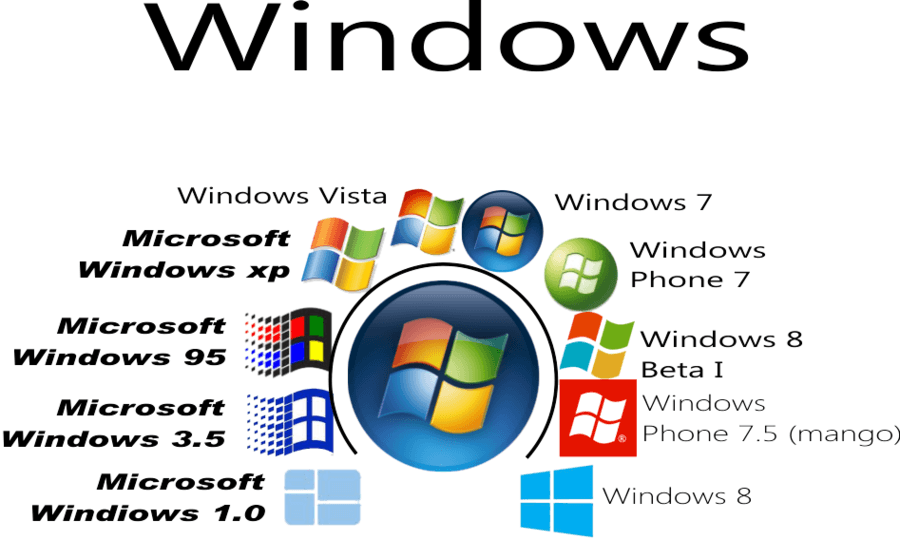 Windows
Windows Vista
Windows 7
Microsoft
Windows xp
Windows
Phone 7
Microsoft
Windows 95
Windows 8
Beta I
Microsoft
Windows 3.5
Windows
Phone 7.5 (mango)
Microsoft
Windiows 1.0
Windows 8